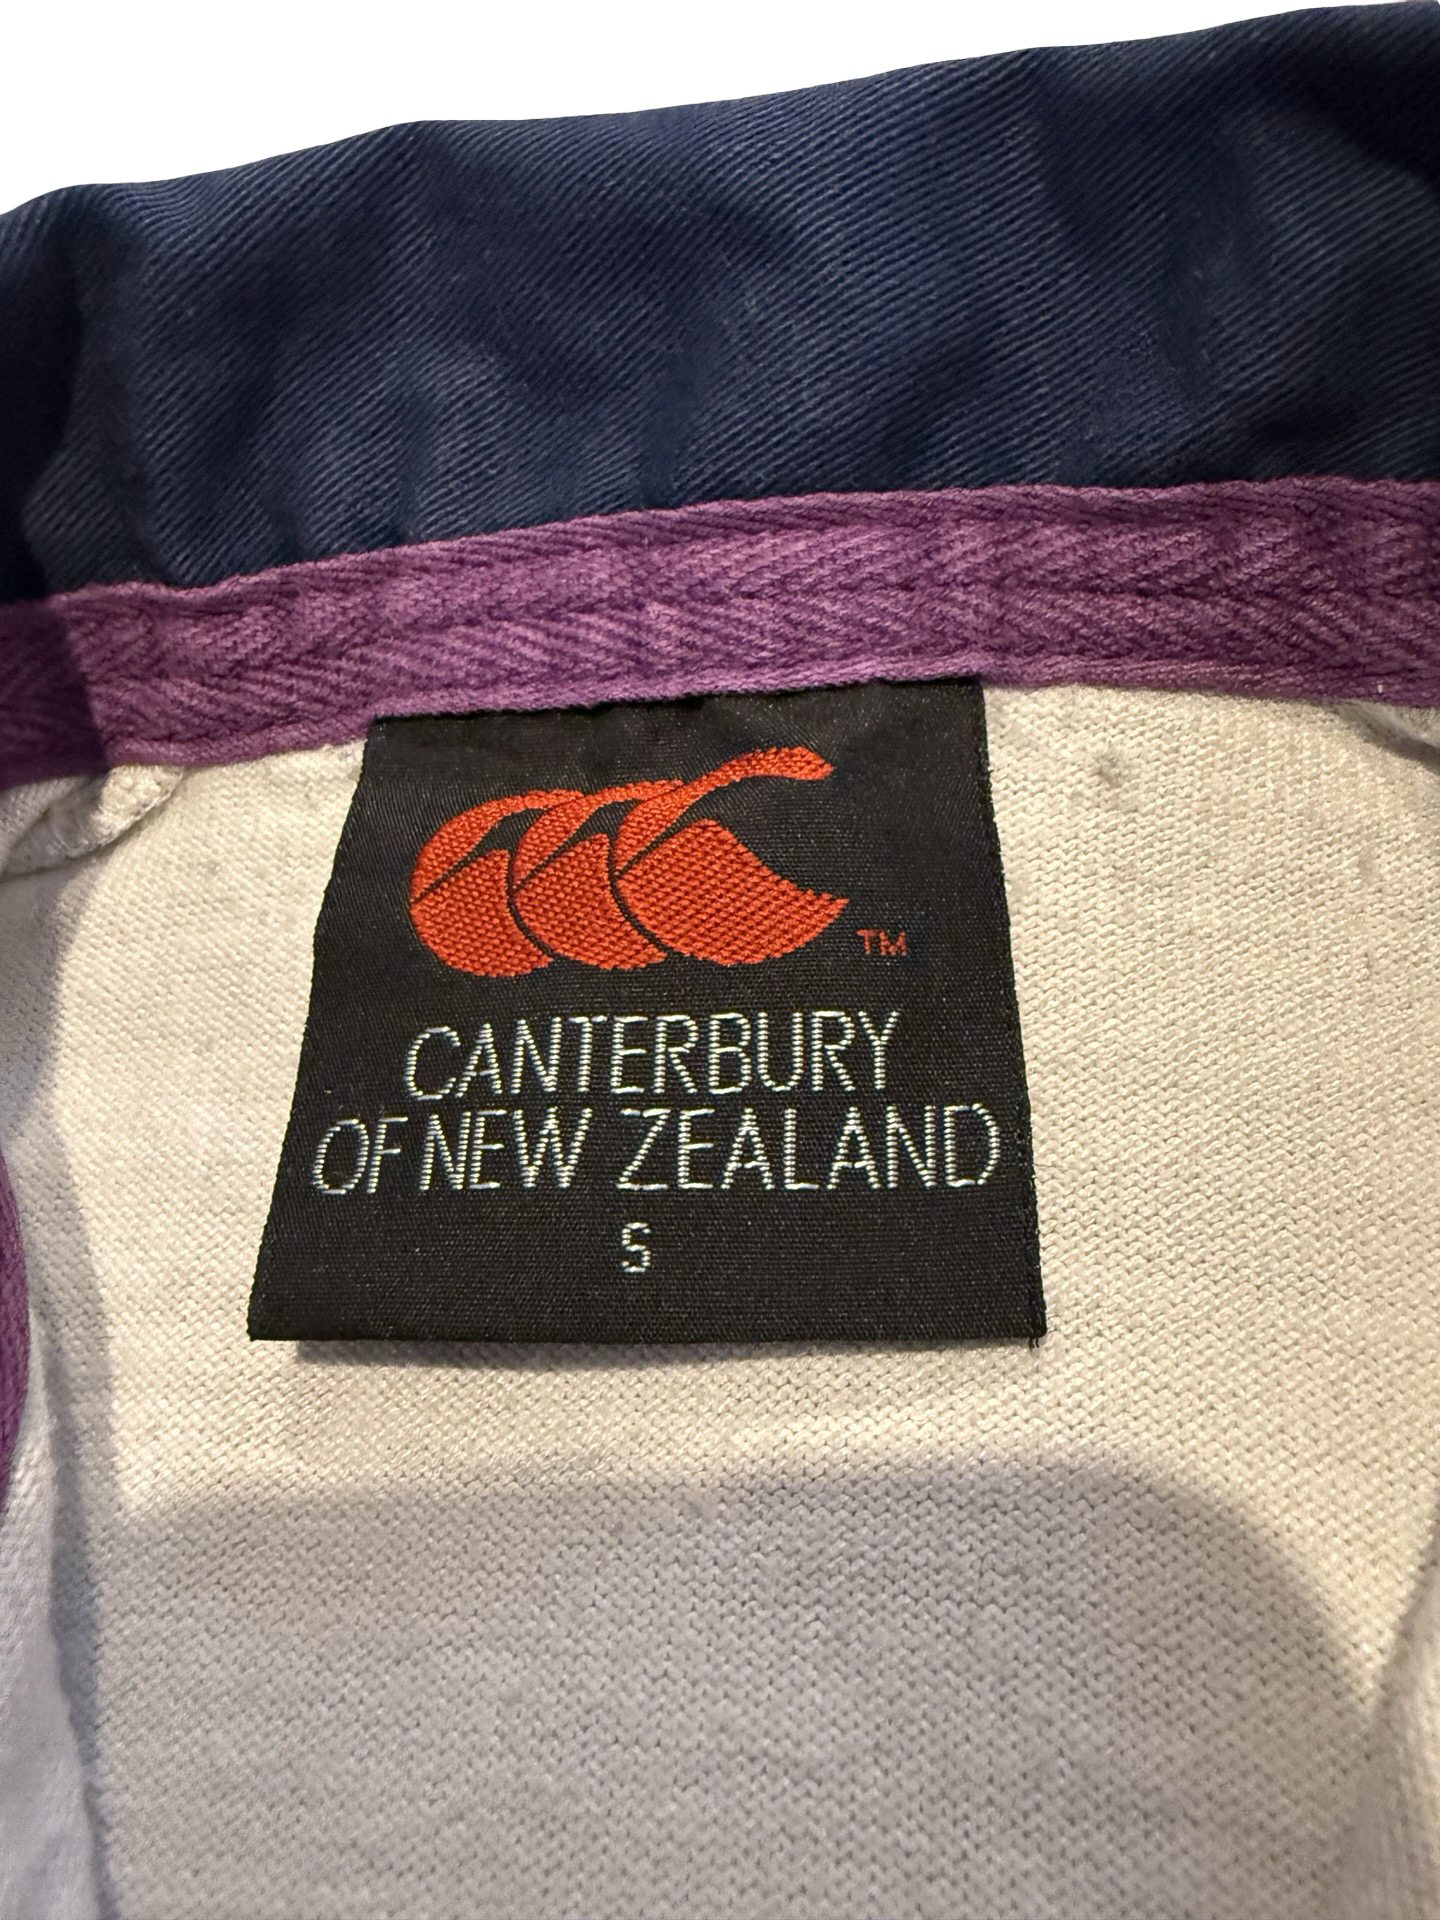 TM
CANTERBURY
OF NEW ZEALAND
S